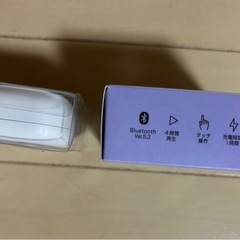 Bluetooth
Ver.5.3
4時間
再生
タッチ
操作
充電時間
1時間